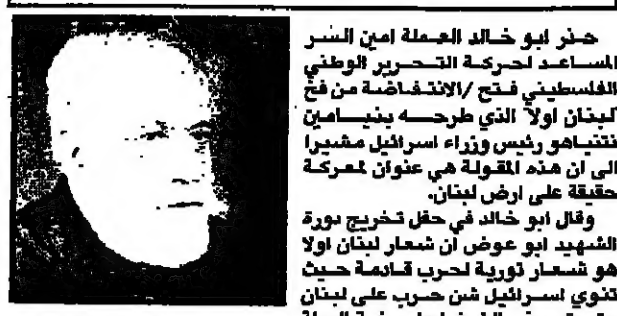 حذر ابو خالد العملة امين السر
المساعد لحركة التحرير الوطني
الفلسطيني فتح /الانتفاضة من فخ
لبنان اولا الذي طرحه بنيامين
نتنياهو رئيس وزراء اسرائيل مشيرا
الى ان هذه المقولة هي عنوان لمعركة
حقيقة على ارض لبنان.
وقال ابو خالد في حفل تخريج دورة
الشهيد ابو عوض ان شعار لبنان اولا
هو شعار تورية لحرب قادمة حيث
تنوي اسرائيل شن حرب على لبنان